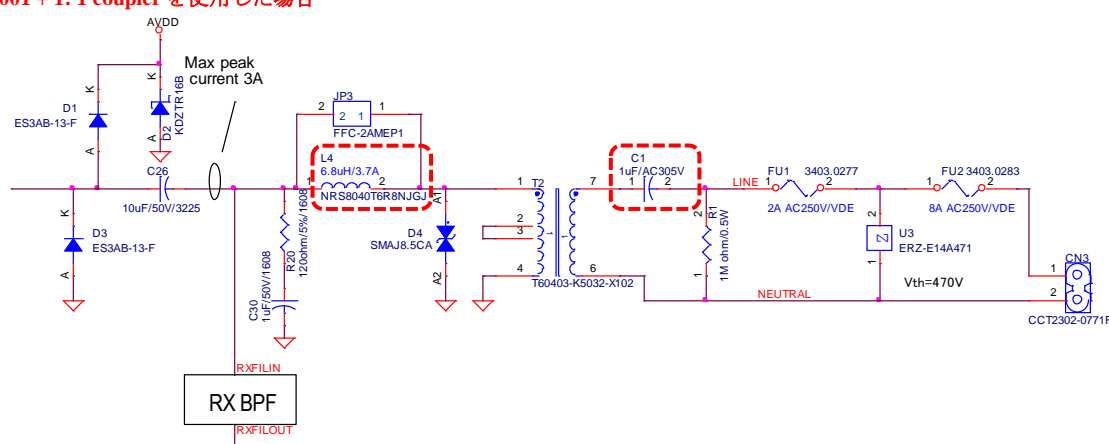 001 + 1: 1 coupler を使用した場合
AVDD
Max peak
current 3A
K
K
D1
ES3AB-13-F
A
A
D2
KDZTR16B
JP3
2
2
1
1
FFC-2AMEP1
C26
10uF/50V/3225
L4
6.8uH/3.7A
1
2
NRS8040T6R8NJGJ
K
D3
ES3AB-13-F
A
R20
120ohm/5%/1608
C30
1uF/50V/1608
A1
D4
SMAJ8.5CA
A2
T2
1
2
3
4
7
6
T60403-K5032-X102
C1
1uF/AC305V
1
2
LINE
FU1
3403.0277
1
2
2A AC250V/VDE
FU2
3403.0283
1
2
8A AC250V/VDE
2
R1
1M ohm/0.5W
1
2
U3
Z
ERZ-E14A471
1
Vth=470V
NEUTRAL
CN3
1
2
CCT2302-0771F
RXFILIN
RX BPF
RXFILOUT